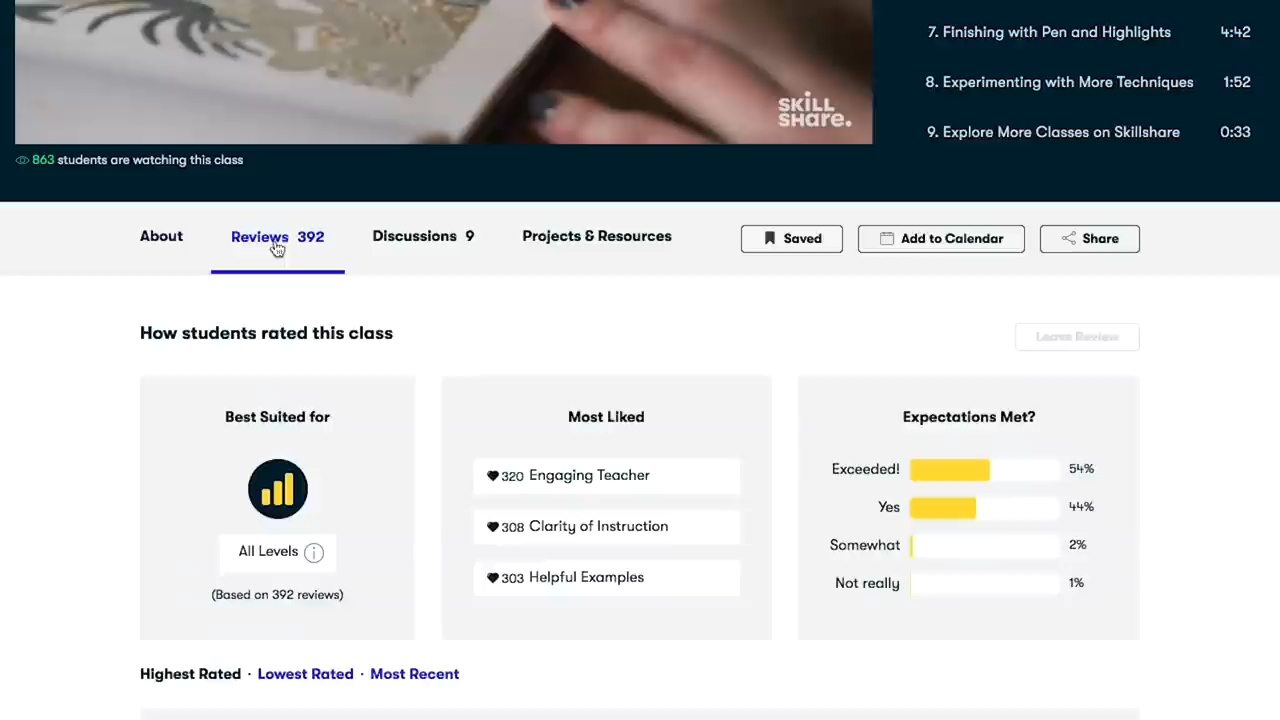 7. Finishing with Pen and Highlights 4:42
8. Experimenting with More Techniques 1:52
SKILL
SHARE.
9. Explore More Classes on Skillshare 0:33
863 students are watching this class
About Reviews 392 Discussions 9 Projects & Resources Saved Add to Calendar Share
How students rated this class
Leave Review
Best Suited for
All Levels
(Based on 392 reviews)
Most Liked
320 Engaging Teacher
308 Clarity of Instruction
303 Helpful Examples
Expectations Met?
Exceeded! 54%
Yes 44%
Somewhat 2%
Not really 1%
Highest Rated · Lowest Rated · Most Recent